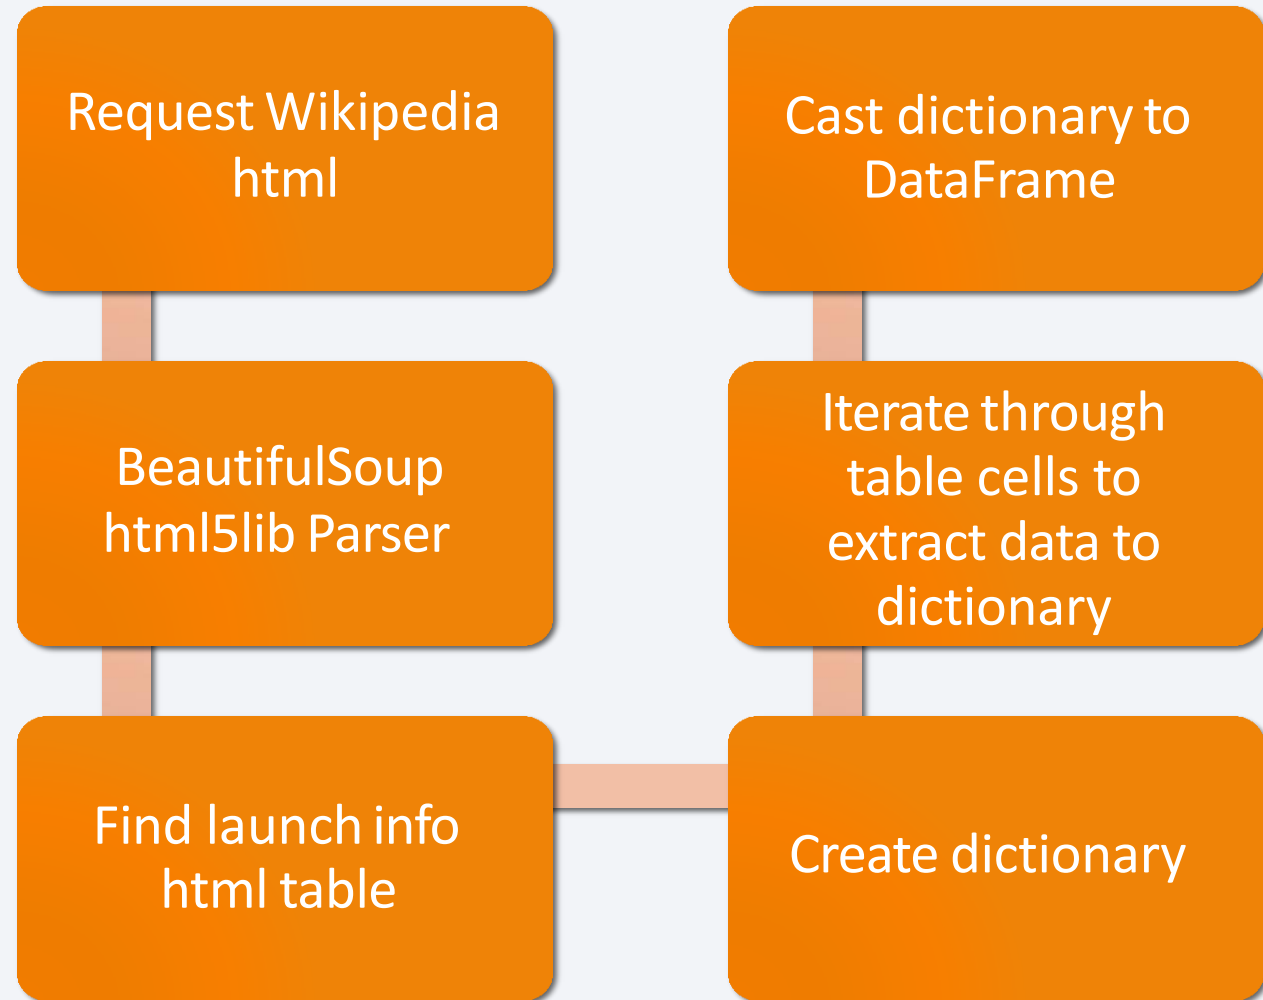 Request Wikipedia
html
BeautifulSoup
html5lib Parser
Find launch info
html table
Create dictionary
Iterate through
table cells to
extract data to
dictionary
Cast dictionary to
DataFrame